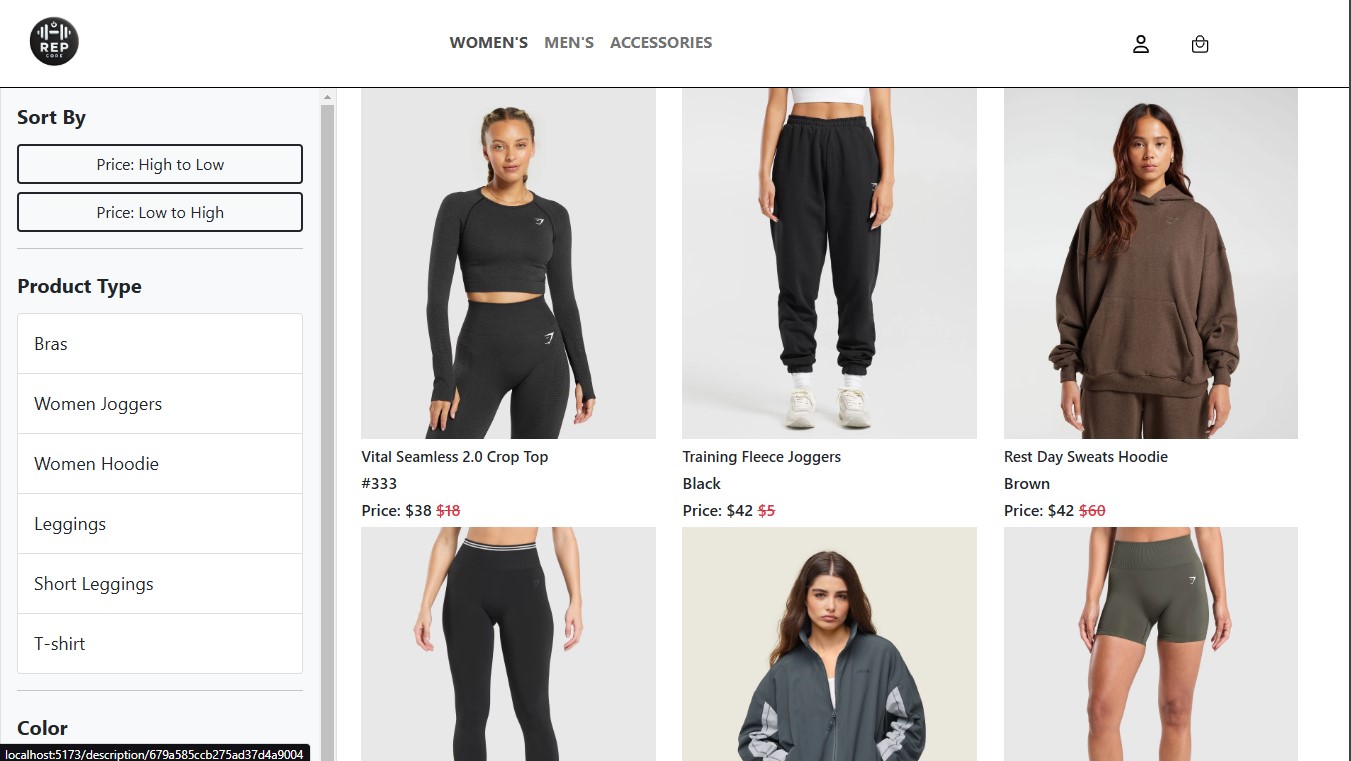 REP
CODE
WOMEN'S MEN'S ACCESSORIES
Sort By
Price: High to Low
Price: Low to High
Product Type
Bras
Women Joggers
Women Hoodie
Leggings
Short Leggings
T-shirt
Color
localhost:5173/description/679a585ccb275ad37d4a9004
Vital Seamless 2.0 Crop Top
#333
Price: $38 $18
Training Fleece Joggers
Black
Price: $42 $5
Rest Day Sweats Hoodie
Brown
Price: $42 $60